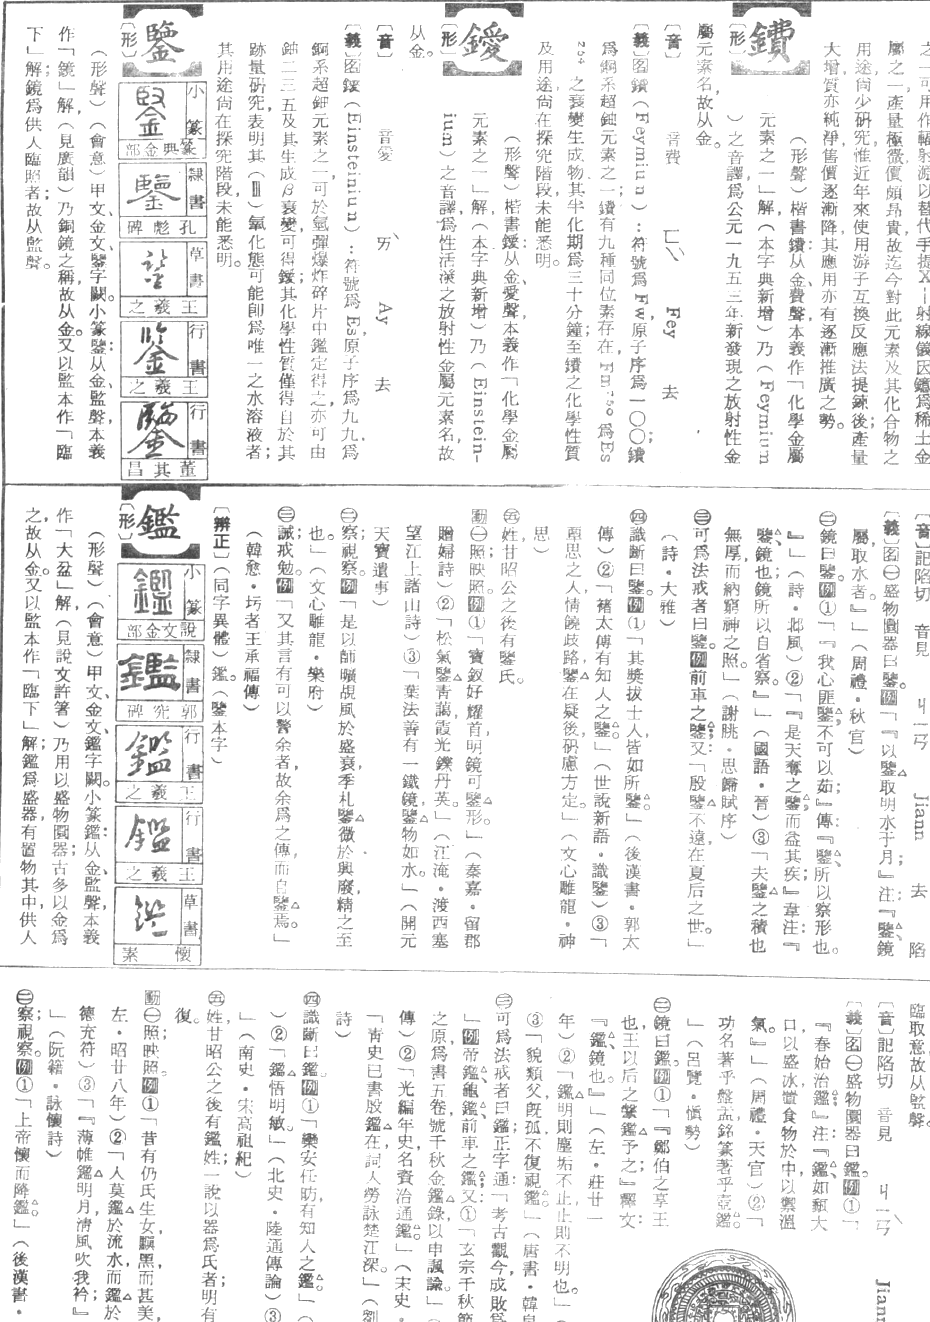 之一可用作輻射源以替代手提X—射線儀因鐿爲稀土金
屬之一產量極微價頗昂貴故迄今對此元素及其化合物之
用途尚少研究惟近年來使用游子互換反應法提鍊後產量
大增質亦純淨售價逐漸降其應用亦有逐漸推廣之勢。
鑽
〔形〕
（形聲）楷書鐨从金費聲本義作「化學金屬
元素之一」解（本字典新增）乃（Feymium
）之音譯爲公元一九五三年新發現之放射性金
屬元素名，故从金。
〔音〕 音費 ㄈㄟˋ Fey 去
〔義〕名鐨（Feymiun）：符號爲Fw原子序爲一〇〇；鐨
爲錒系超鈾元素之一；鐨有九種同位素存在，Fm²⁵⁰爲Es
²⁵⁴之衰變生成物其半化期爲三十分鐘；至鐨之化學性質
及用途尚在探究階段未能悉明。
鑀
〔形〕
（形聲）楷書鑀从金愛聲本義作「化學金屬
元素之一」解（本字典新增）乃（Einstein-
ium）之音譯爲性活潑之放射性金屬元素名，故
从金。
〔音〕 音愛 ㄞˋ Ay 去
〔義〕名鑀（Einsteiniun）：符號爲Es原子序爲九九，爲
錒系超鈾元素之一可於氫彈爆炸碎片中鑑定得之亦可由
鈾二三五及其生成β衰變可得鑀其化學性質僅得自於其
跡量研究表明其（Ⅲ）氧化態可能卽爲唯一之水溶液者；
其用途尚在探究階段未能悉明。
鑒
〔形〕
小篆 篆典金部
隸書 孔彪碑
草書 王羲之
行書 王羲之
行書 董其昌
（形聲）（會意）甲文、金文鑒字闕。小篆鑒：从金、監聲，本義
作「鏡」解，（見廣韻）乃銅鏡之稱，故从金。又以監本作「臨
下」解，鏡爲供人臨照者，故从監聲。
〔音〕記陷切 音見 ㄐㄧㄢˋ Jiann 去 陷
〔義〕名㊀盛物圜器曰鑒。例「『以鑒取明水于月』；注：『鑒，鏡
屬，取水者。』」（周禮・秋官）
㊁鏡曰鑒。例①「『我心匪鑒，不可以茹』；傳『鑒所以察形也。
』」（詩・邶風）②「『是天奪之鑒，而益其疾』；韋注：『
鑒，鏡也，鏡所以自省察。』」（國語・晉）③「夫鑒之積也
無厚，而納窮神之照。」（謝朓・思歸賦序）
㊂可爲法戒者曰鑒。例前車之鑒又「殷鑒不遠在夏后之世。」
（詩・大雅）
㊃識斷曰鑒。例①「其獎拔士人皆如所鑒。」（後漢書・郭太
傳）②「褚太傅有知人之鑒。」（世說新語・識鑒）③「
覃思之人，情饒歧路，鑒在疑後，研慮方定。」（文心雕龍・神
思）
㊄姓甘昭公之後有鑒氏。
動㊀照映照。例①「寶釵好耀首，明鏡可鑒形。」（秦嘉・留郡
贈婦詩）②「松氣鑒青藹，霞光鑠丹英。」（江淹・渡西塞
望江上諸山詩）③「葉法善有一鐵鏡，鑒物如水。」（開元
天寶遺事）
㊁察視察。例「是以師曠覘風於盛衰，季札鑒微於興廢，精之至
也。」（文心雕龍・樂府）
㊂誡戒勉。例「又其言有可以警余者，故余爲之傳，而自鑒焉。」
（韓愈・圬者王承福傳）
〔辨正〕（同字異體）鑑。（鑒本字）
鑑
〔形〕
小篆 說文金部
隸書 郭究碑
行書 王羲之
行書 王羲之
草書 懷素
（形聲）（會意）甲文、金文鑑字闕。小篆鑑：从金、監聲，本義
作「大盆」解，（見說文許箸）乃用以盛物圜器，古多以金爲
之，故从金。又以監本作「臨下」解，鑑爲盛器有置物其中供人
臨取意，故从監聲。
〔音〕記陷切 音見 ㄐㄧㄢˋ Jiann
〔義〕名㊀盛物圜器曰鑑。例①「
『春始治鑑』；注：『鑑，如甀大
口，以盛冰，置食物於中，以禦溫
氣。』」（周禮・天官）②「
功名著乎盤盂，銘篆著乎壺鑑。
」（呂覽・愼勢）
㊁鏡曰鑑。例①「『鄭伯之享王
也，王以后之鞶鑑予之』；釋文：
『鑑，鏡也。』」（左・莊廿一
年）②「鑑明則塵垢不止，止則不明也。」（
③「貌類父，旣孤不復視鑑。」（唐書・韓
㊂可爲法戒者曰鑑。正字通：「考古觀今成敗爲
」例帝鑑，龜鑑，前車之鑑；又①「玄宗千秋節
之原爲書五卷，號千秋金鑑錄，以申諷諭。」（
傳）②「光編年史，名資治通鑑。」（宋史・
「靑史已書殷鑑在，詞人勞詠楚江深。」（劉
詩）
㊃識斷曰鑑。例①「樂安任昉有知人之鑑。」（
）②「鑑悟明敏。」（北史・陸通傳論）③
」（南史・宋高祖紀）
㊄姓甘昭公之後有鑑姓；一說以器爲氏者；明有
復。
動㊀照映照。例①「昔有仍氏生女，黰黑而甚美，
左・昭廿八年）②「人莫鑑於流水，而鑑於
德充符）③「『薄帷鑑明月，淸風吹我衿』
」（阮籍・詠懷詩）
㊁察視察。例①「上帝懷而降鑑。」（後漢書・